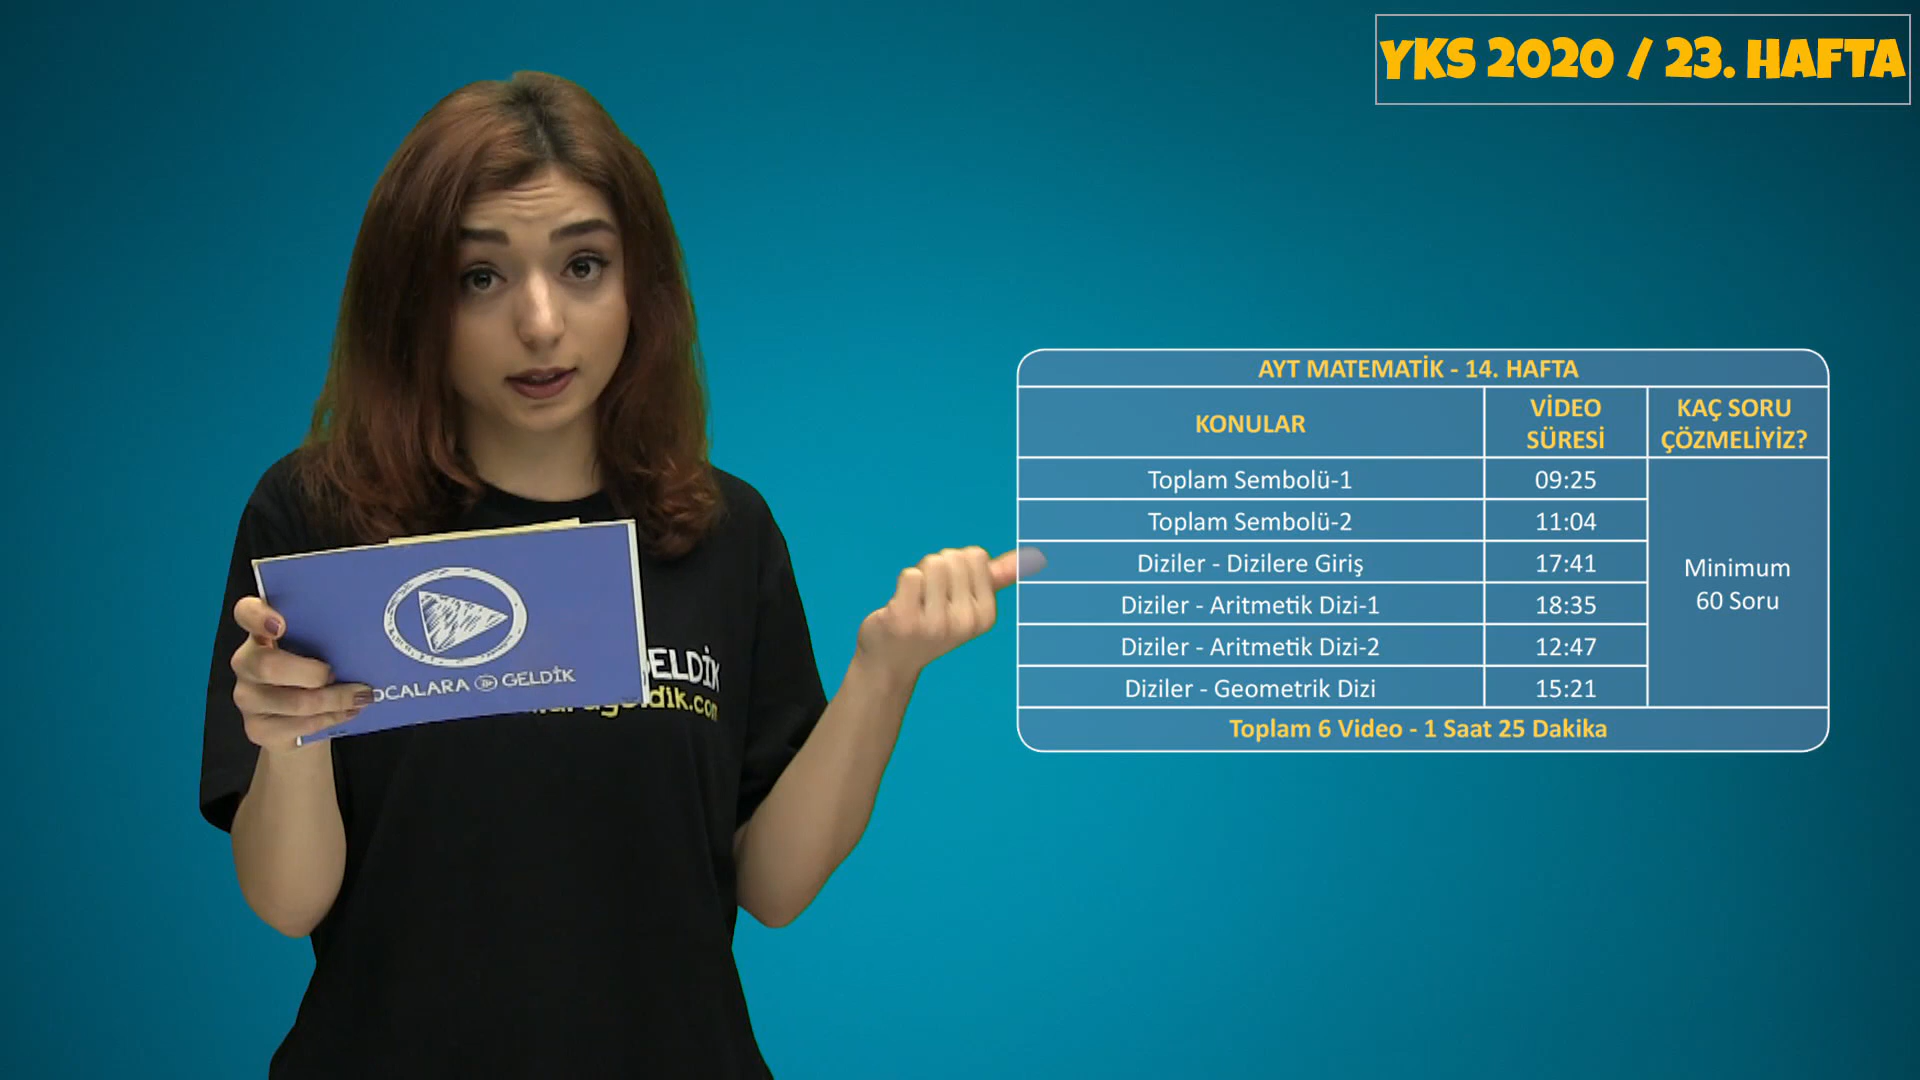 YKS 2020 / 23. HAFTA
AYT MATEMATİK - 14. HAFTA
KONULAR
VİDEO
SÜRESİ
KAÇ SORU
ÇÖZMELİYİZ?
Toplam Sembolü-1 09:25
Toplam Sembolü-2 11:04
Diziler - Dizilere Giriş 17:41
Diziler - Aritmetik Dizi-1 18:35
Diziler - Aritmetik Dizi-2 12:47
Diziler - Geometrik Dizi 15:21
Minimum
60 Soru
Toplam 6 Video - 1 Saat 25 Dakika
OCALARA GELDİK
ELDİK